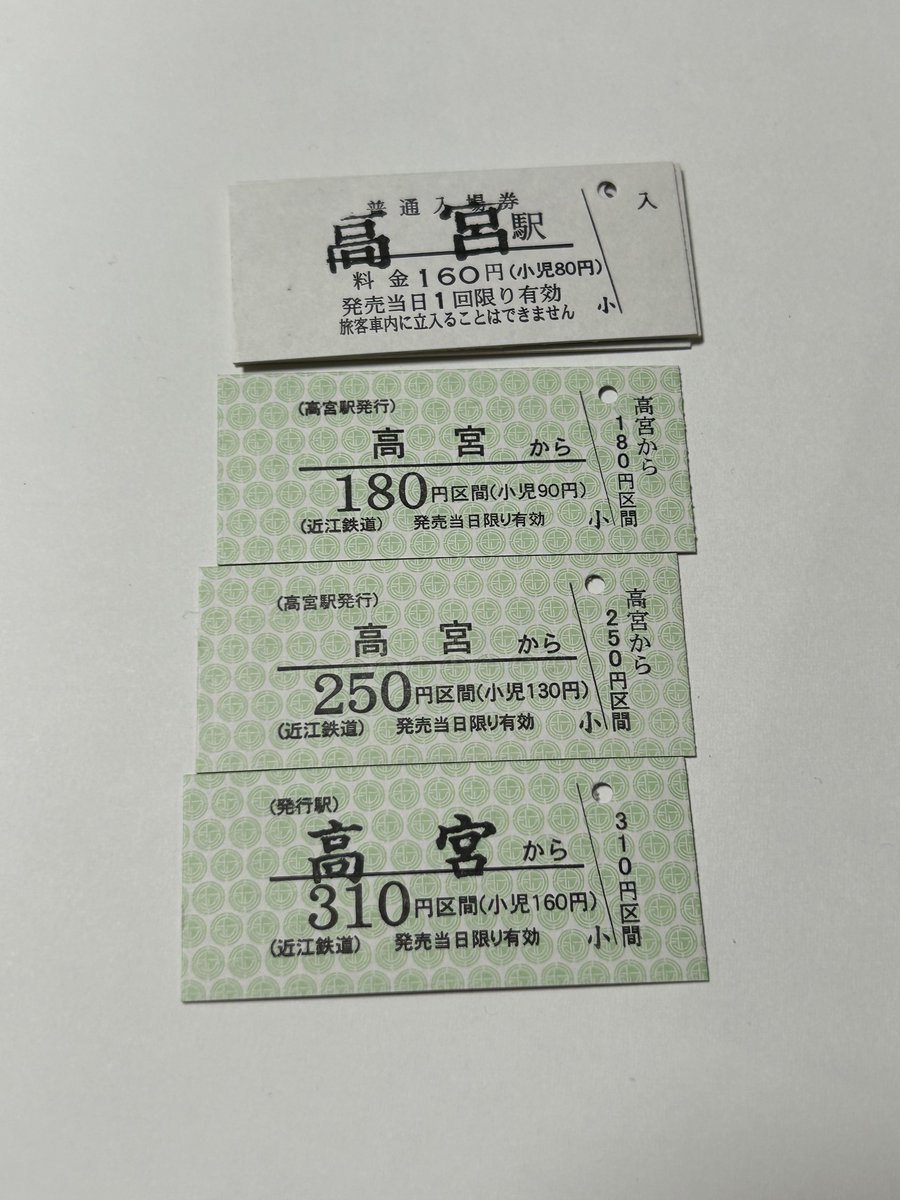 普通入場券
高宮駅
料金160円(小児80円)
発売当日1回限り有効
旅客車内に立入ることはできません
入
小
(高宮駅発行)
高宮から
180円区間(小児90円)
(近江鉄道) 発売当日限り有効
高宮から
180円区間
小
(高宮駅発行)
高宮から
250円区間(小児130円)
(近江鉄道) 発売当日限り有効
高宮から
250円区間
小
(発行駅)
高宮から
310円区間(小児160円)
(近江鉄道) 発売当日限り有効
310円区間
小